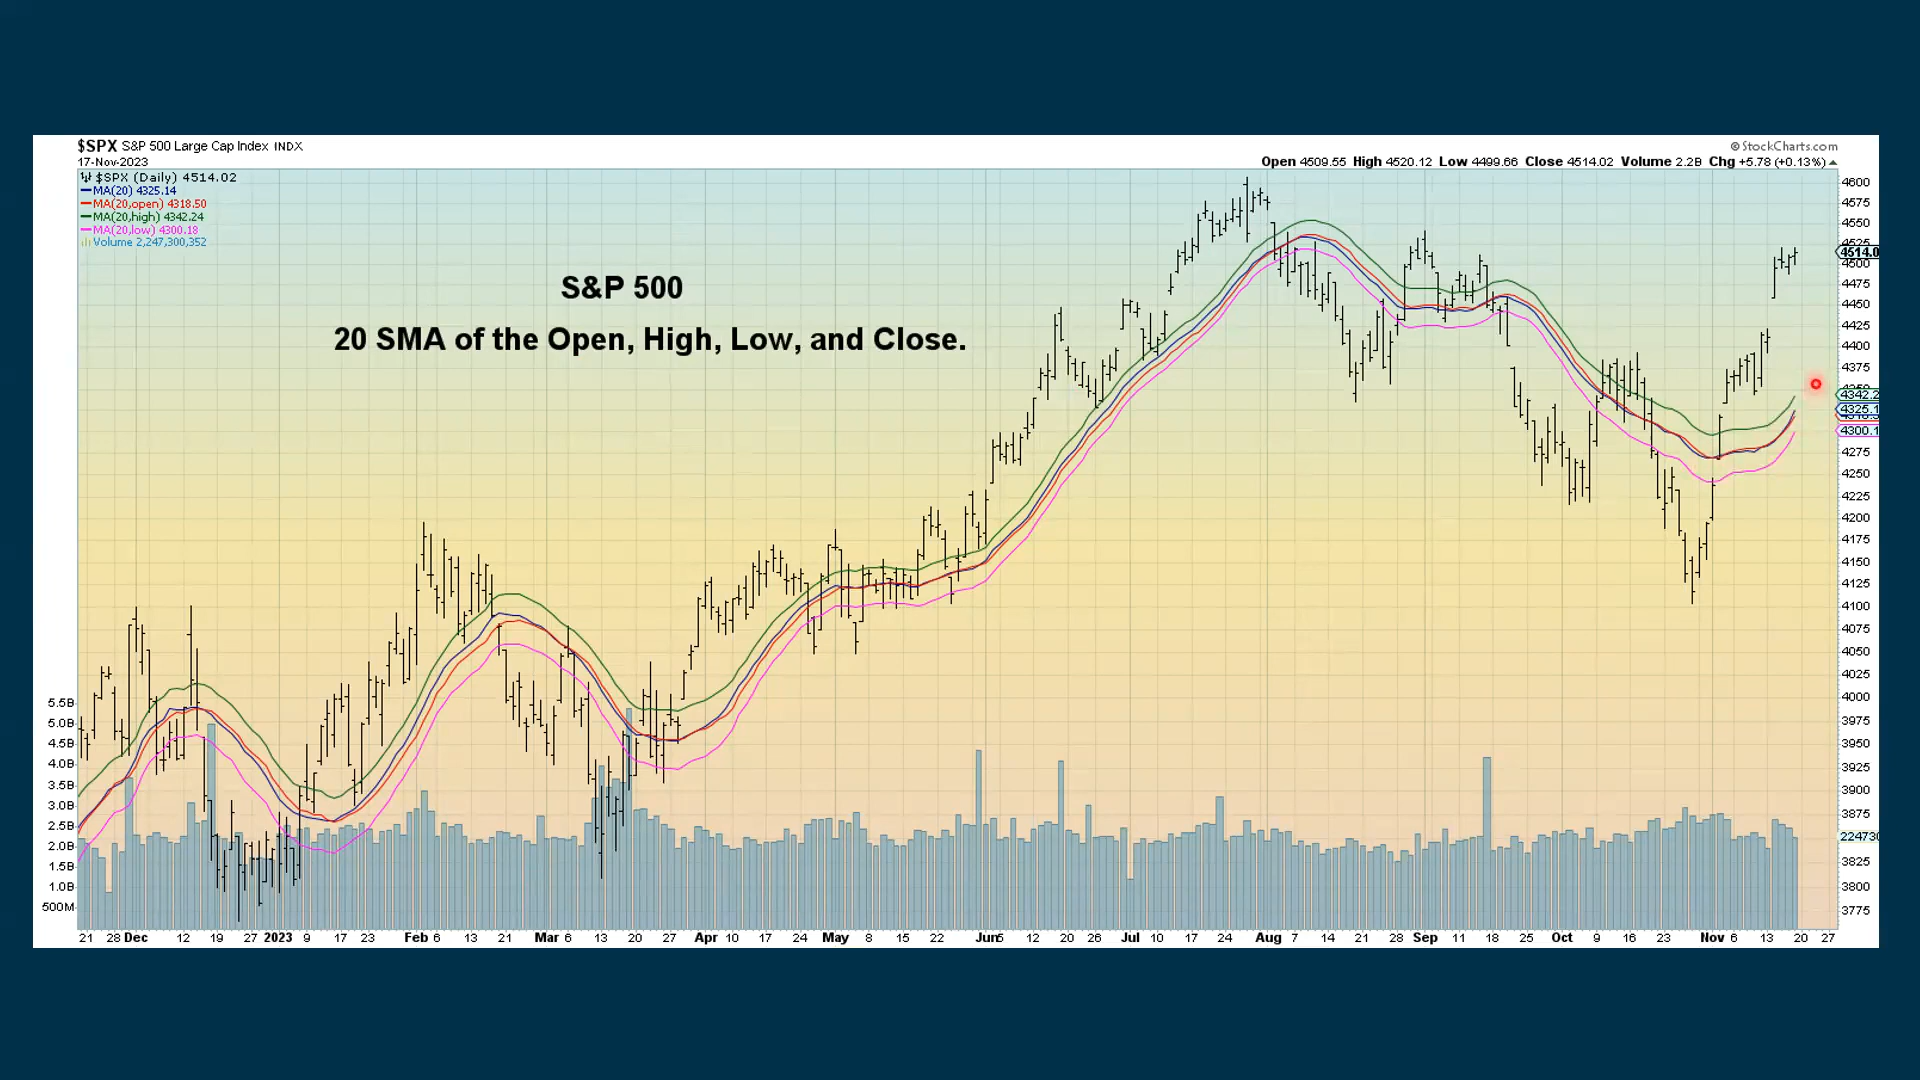 $SPX S&P 500 Large Cap Index INDX
© StockCharts.com
17-Nov-2023
Open 4509.55 High 4520.12 Low 4499.66 Close 4514.02 Volume 2.2B Chg +5.78 (+0.13%)
$SPX (Daily) 4514.02
MA(20) 4325.14
MA(20,open) 4318.50
MA(20,high) 4342.24
MA(20,low) 4300.18
Volume 2,247,300,352
S&P 500
20 SMA of the Open, High, Low, and Close.
4600
4575
4550
4525
4514.0
4500
4475
4450
4425
4400
4375
4342.2
4325.1
4300.1
4275
4250
4225
4200
4175
4150
4125
4100
4075
4050
4025
4000
3975
3950
3925
3900
3875
224730
3825
3800
3775
5.5B
5.0B
4.5B
4.0B
3.5B
3.0B
2.5B
2.0B
1.5B
1.0B
500M
21 28 Dec 12 19 27 2023 9 17 23 Feb 6 13 21 Mar 6 13 20 27 Apr 10 17 24 May 8 15 22 Jun 5 12 20 26 Jul 10 17 24 Aug 7 14 21 28 Sep 11 18 25 Oct 9 16 23 Nov 6 13 20 27